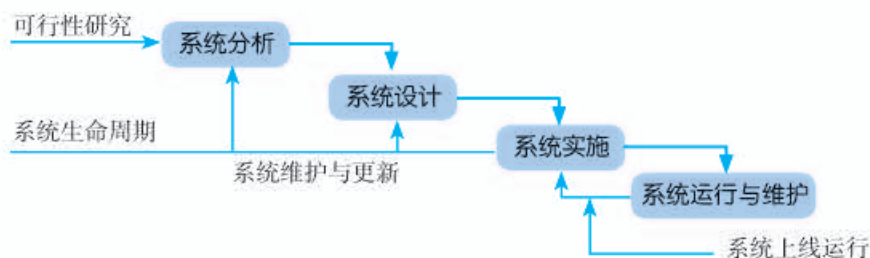 可行性研究
系统分析
系统设计
系统生命周期
系统实施
系统维护与更新
系统运行与维护
系统上线运行